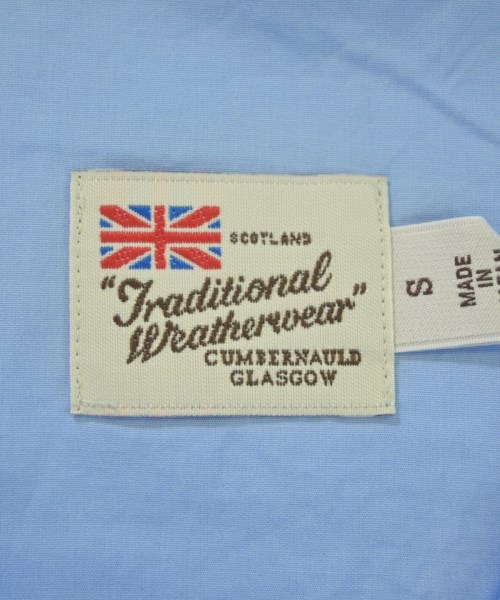 SCOTLAND
"Traditional
Weatherwear"
CUMBERNAULD
GLASGOW
S
MADE
IN